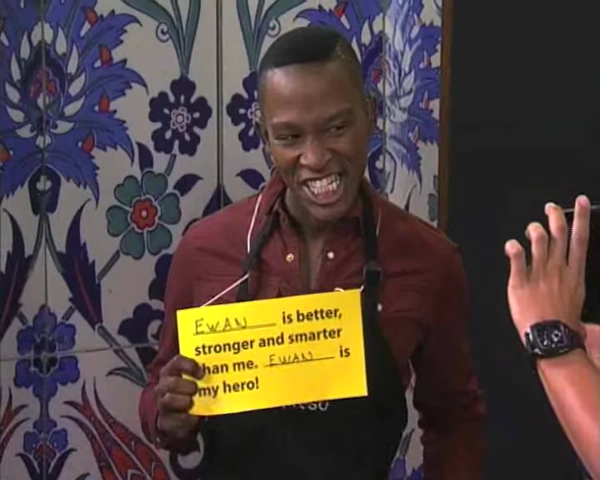 EWAN is better,
stronger and smarter
than me. EWAN is
my hero!